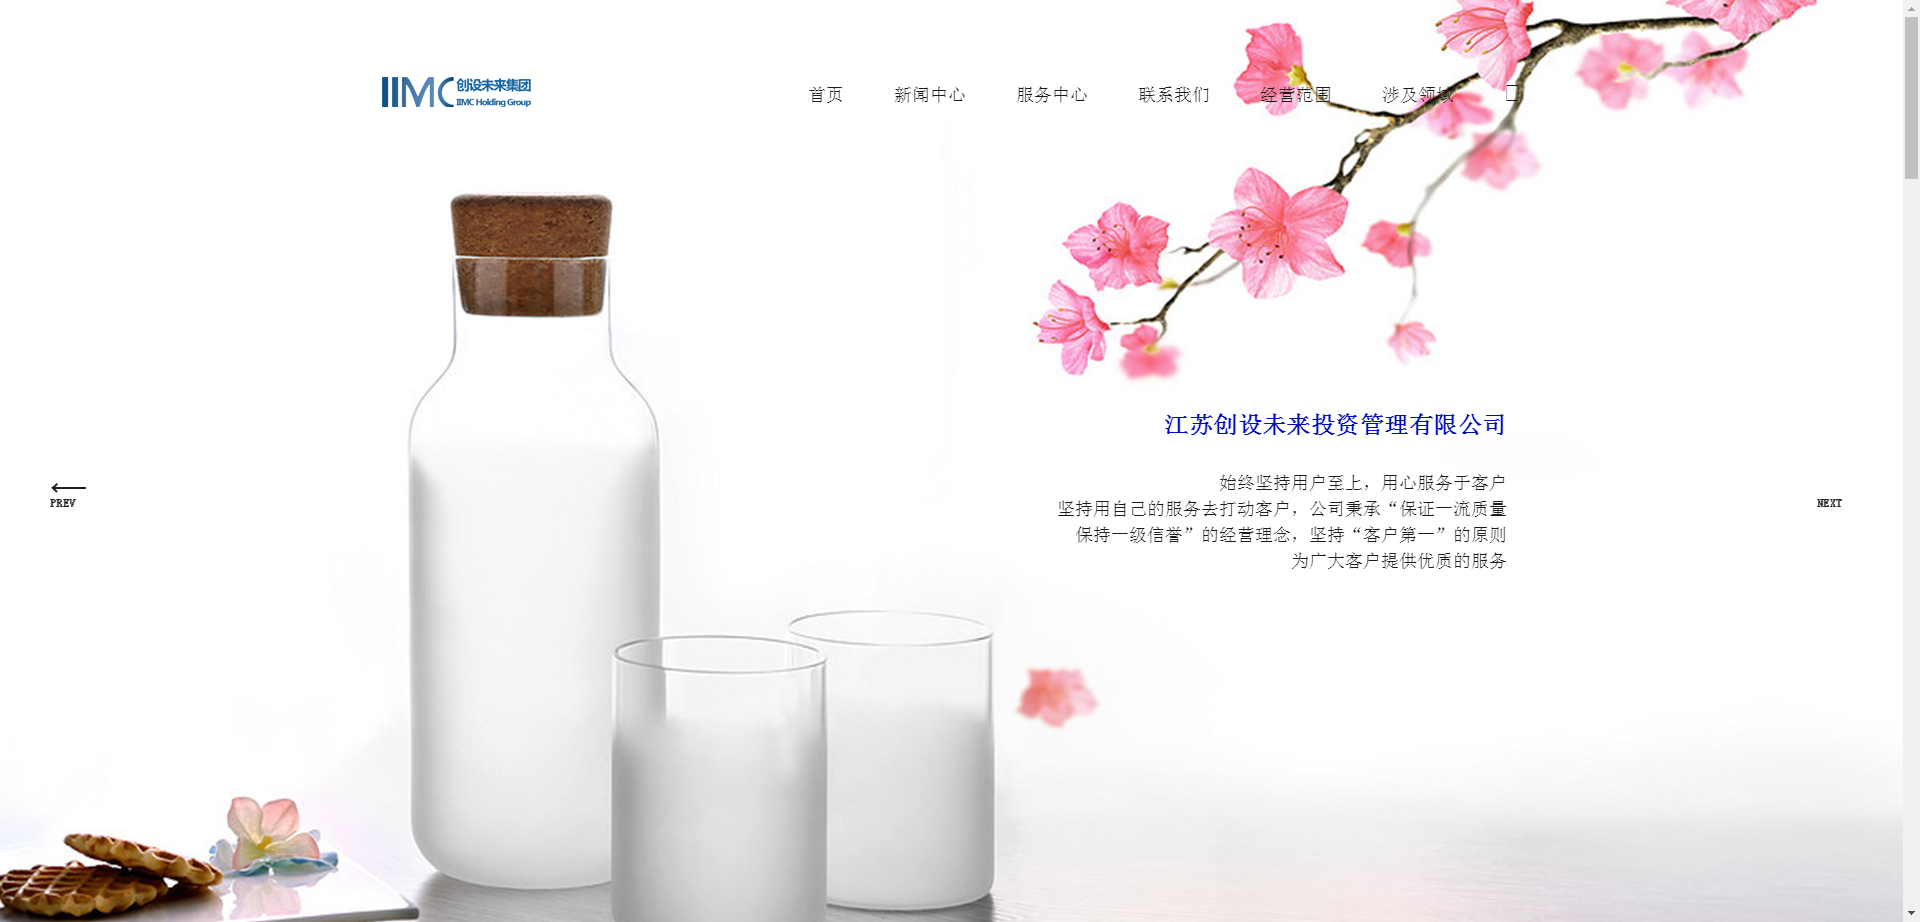 IIMC 创设未来集团
IIMC Holding Group
首页 新闻中心 服务中心 联系我们 经营范围 涉及领域
江苏创设未来投资管理有限公司
始终坚持用户至上，用心服务于客户
坚持用自己的服务去打动客户，公司秉承“保证一流质量
保持一级信誉”的经营理念，坚持“客户第一”的原则
为广大客户提供优质的服务
PREV
NEXT